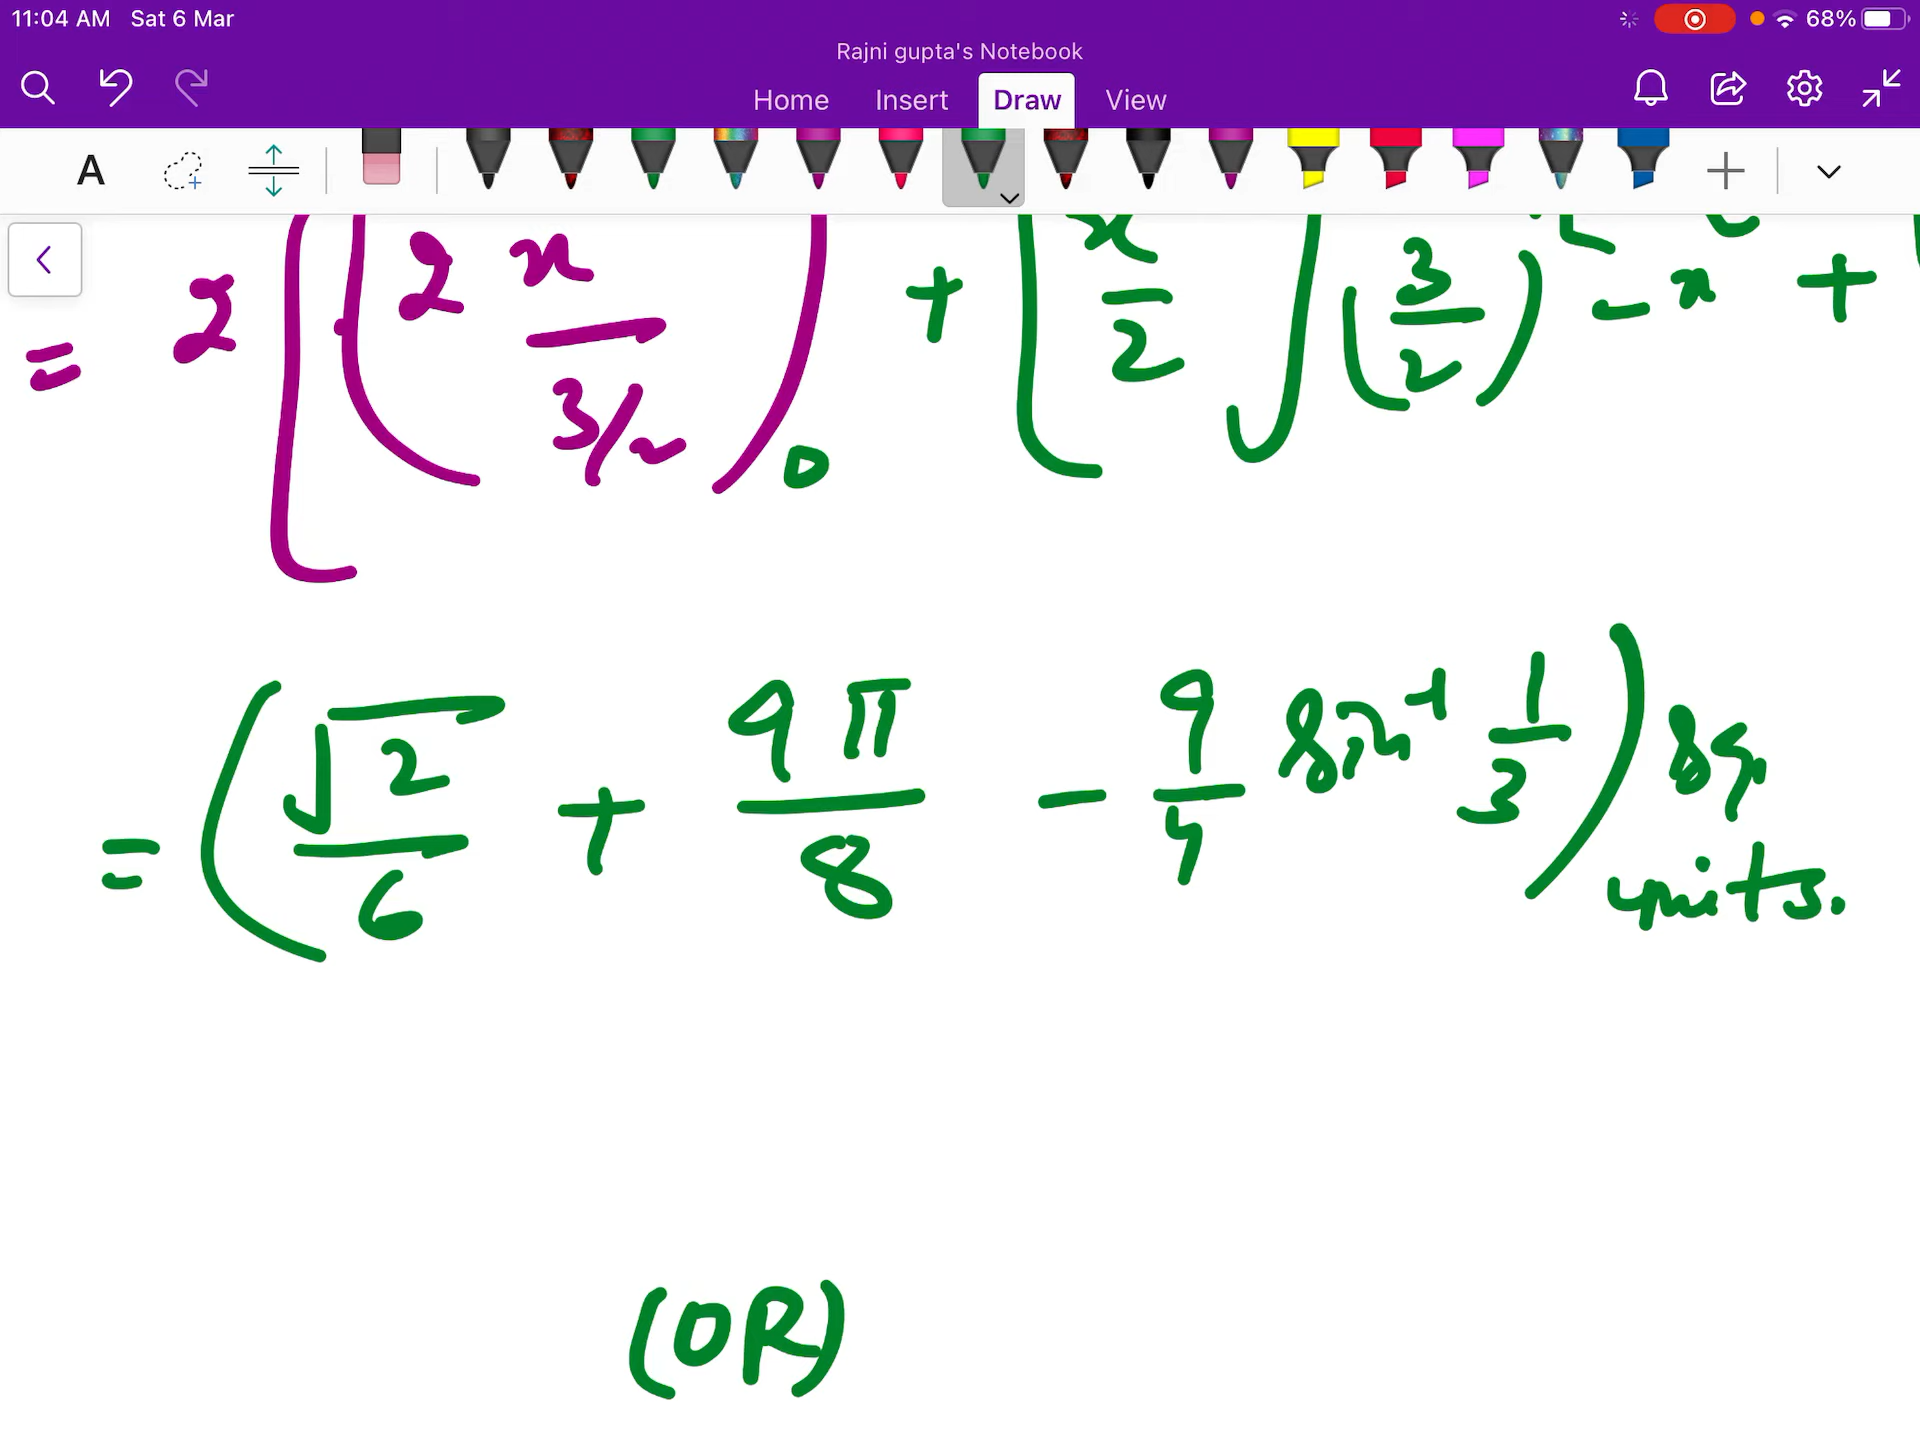 11:04 AM Sat 6 Mar
68%
Rajni gupta's Notebook
Home Insert Draw View
A
= 2 [ ( 2 x / 3/2 )₀ + [ x/2 √ (3/2)² - x +
= ( √2/6 + 9π/8 - 9/4 sin⁻¹ 1/3 ) sq
units.
(OR)